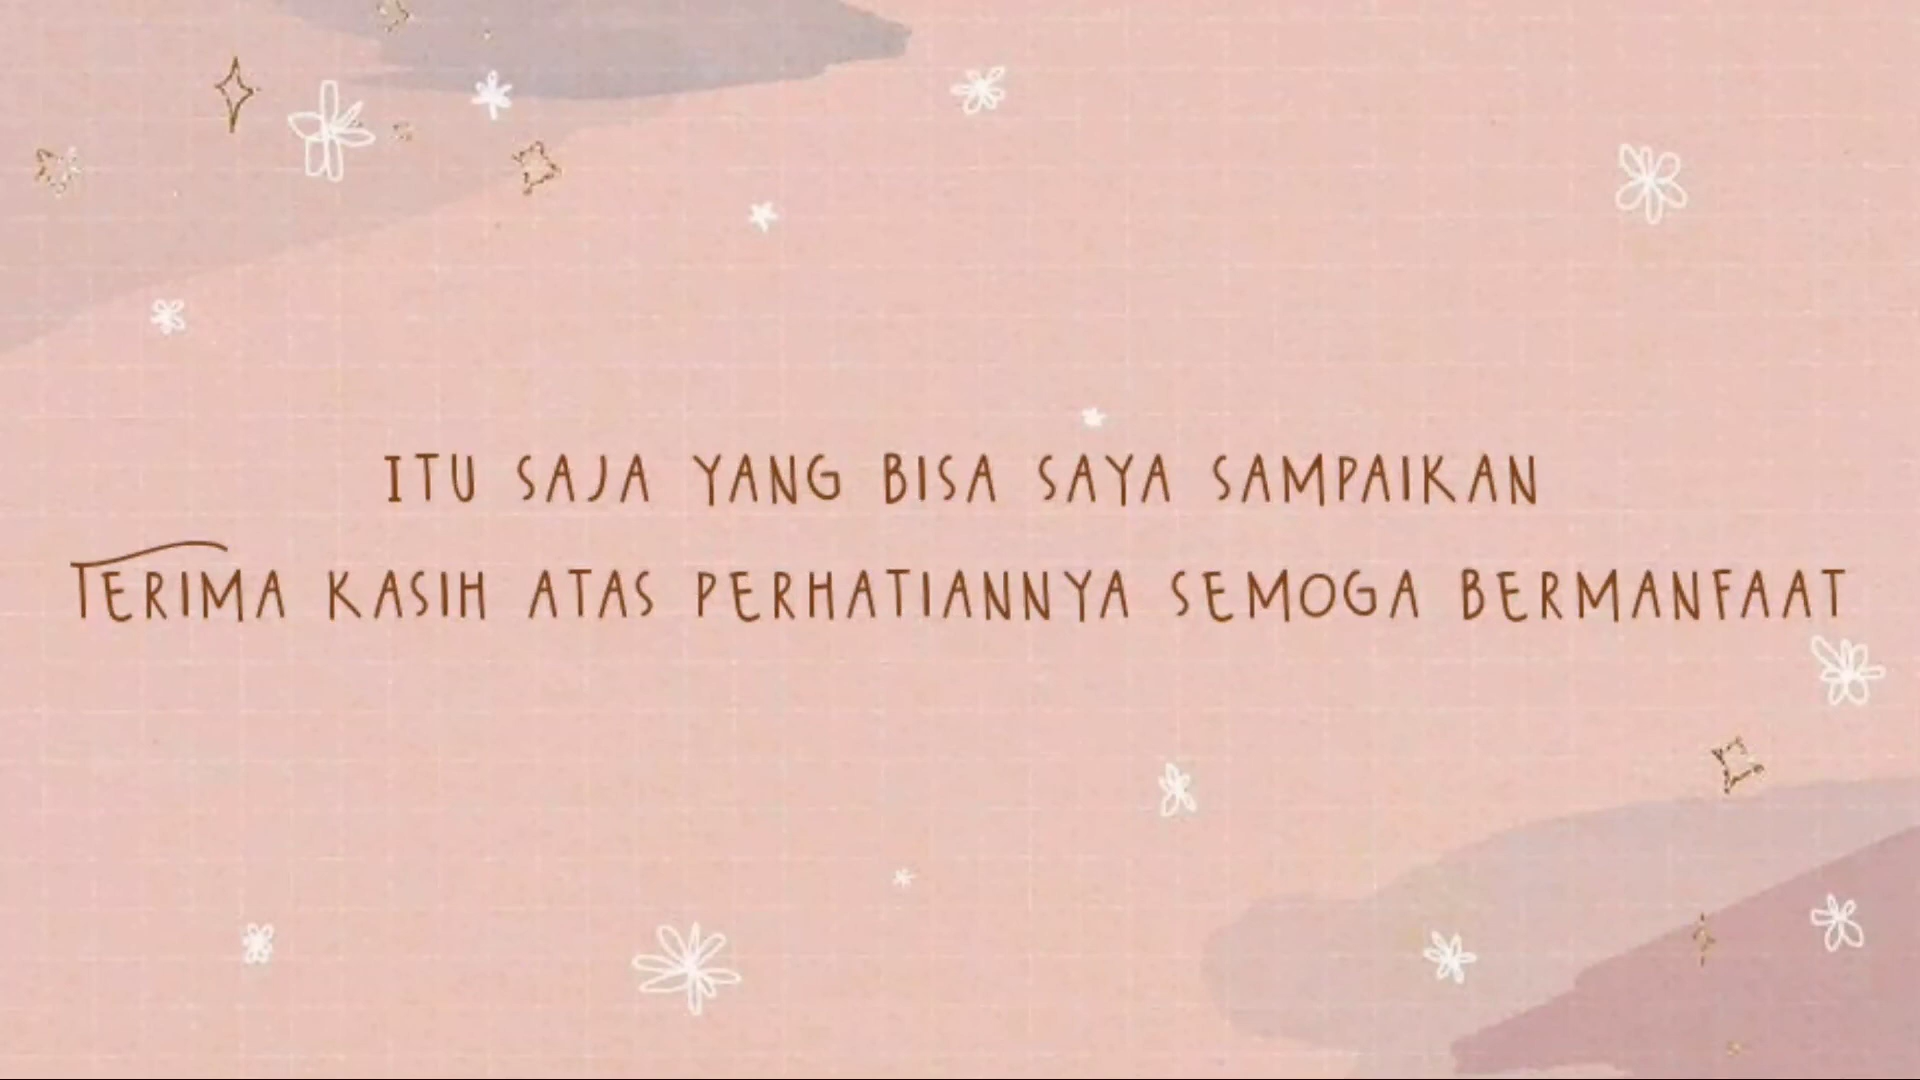 ITU SAJA YANG BISA SAYA SAMPAIKAN
TERIMA KASIH ATAS PERHATIANNYA SEMOGA BERMANFAAT